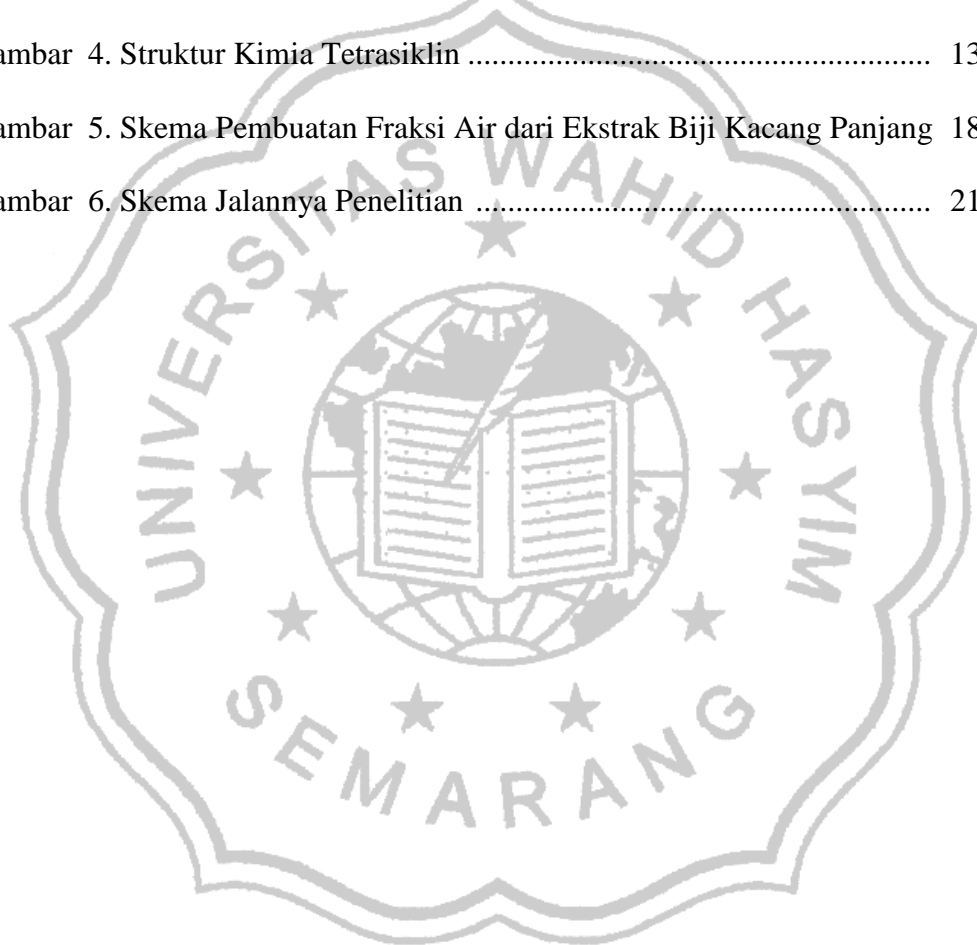 ambar 4. Struktur Kimia Tetrasiklin ........................................................... 13
ambar 5. Skema Pembuatan Fraksi Air dari Ekstrak Biji Kacang Panjang 18
ambar 6. Skema Jalannya Penelitian .......................................................... 21
UNIVERSITAS WAHID HASYIM
SEMARANG